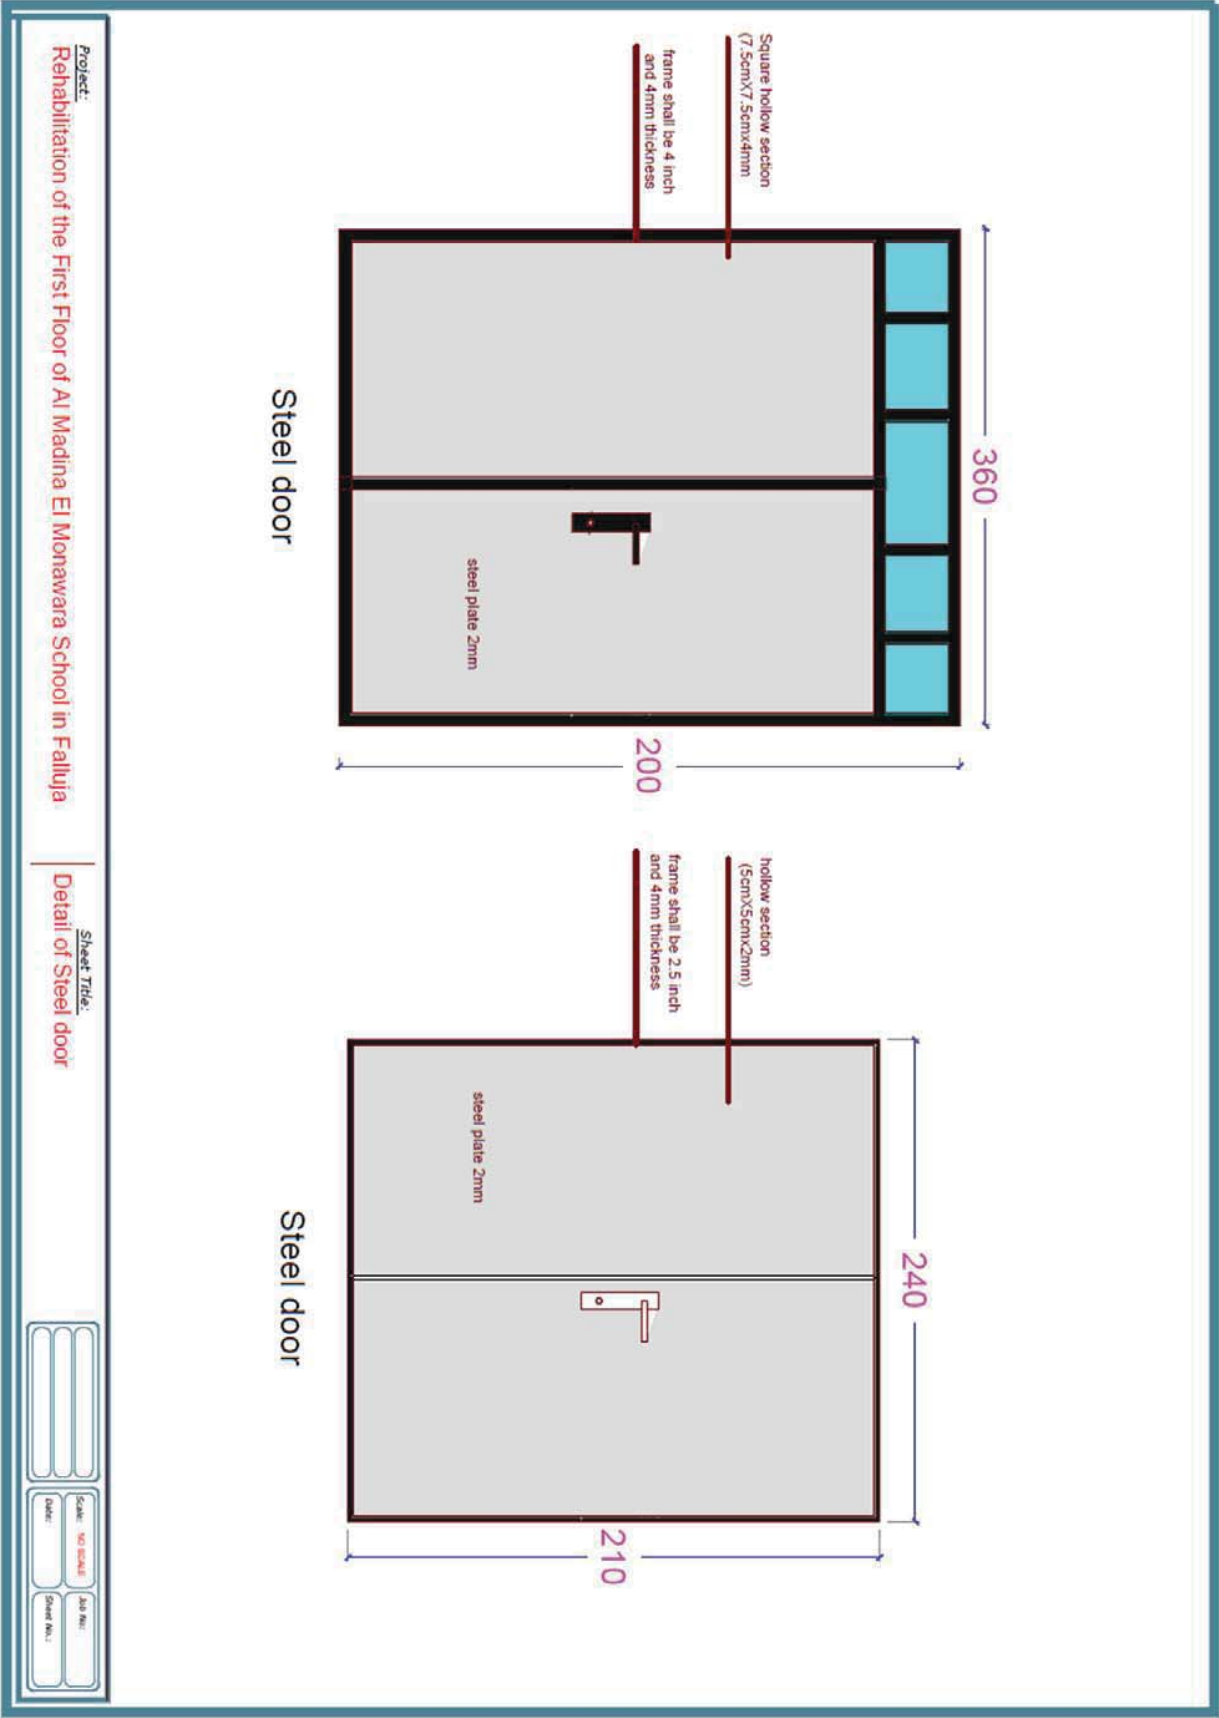 360
Square hollow section
(7.5cmX7.5cmx4mm
frame shall be 4 inch
and 4mm thickness
200
steel plate 2mm
Steel door
240
hollow section
(5cmX5cmx2mm)
frame shall be 2.5 inch
and 4mm thickness
210
steel plate 2mm
Steel door
Project:
Rehabilitation of the First Floor of Al Madina El Monawara School in Falluja
Sheet Title:
Detail of Steel door
Scale: NO SCALE
Job No:
Date:
Sheet No.: